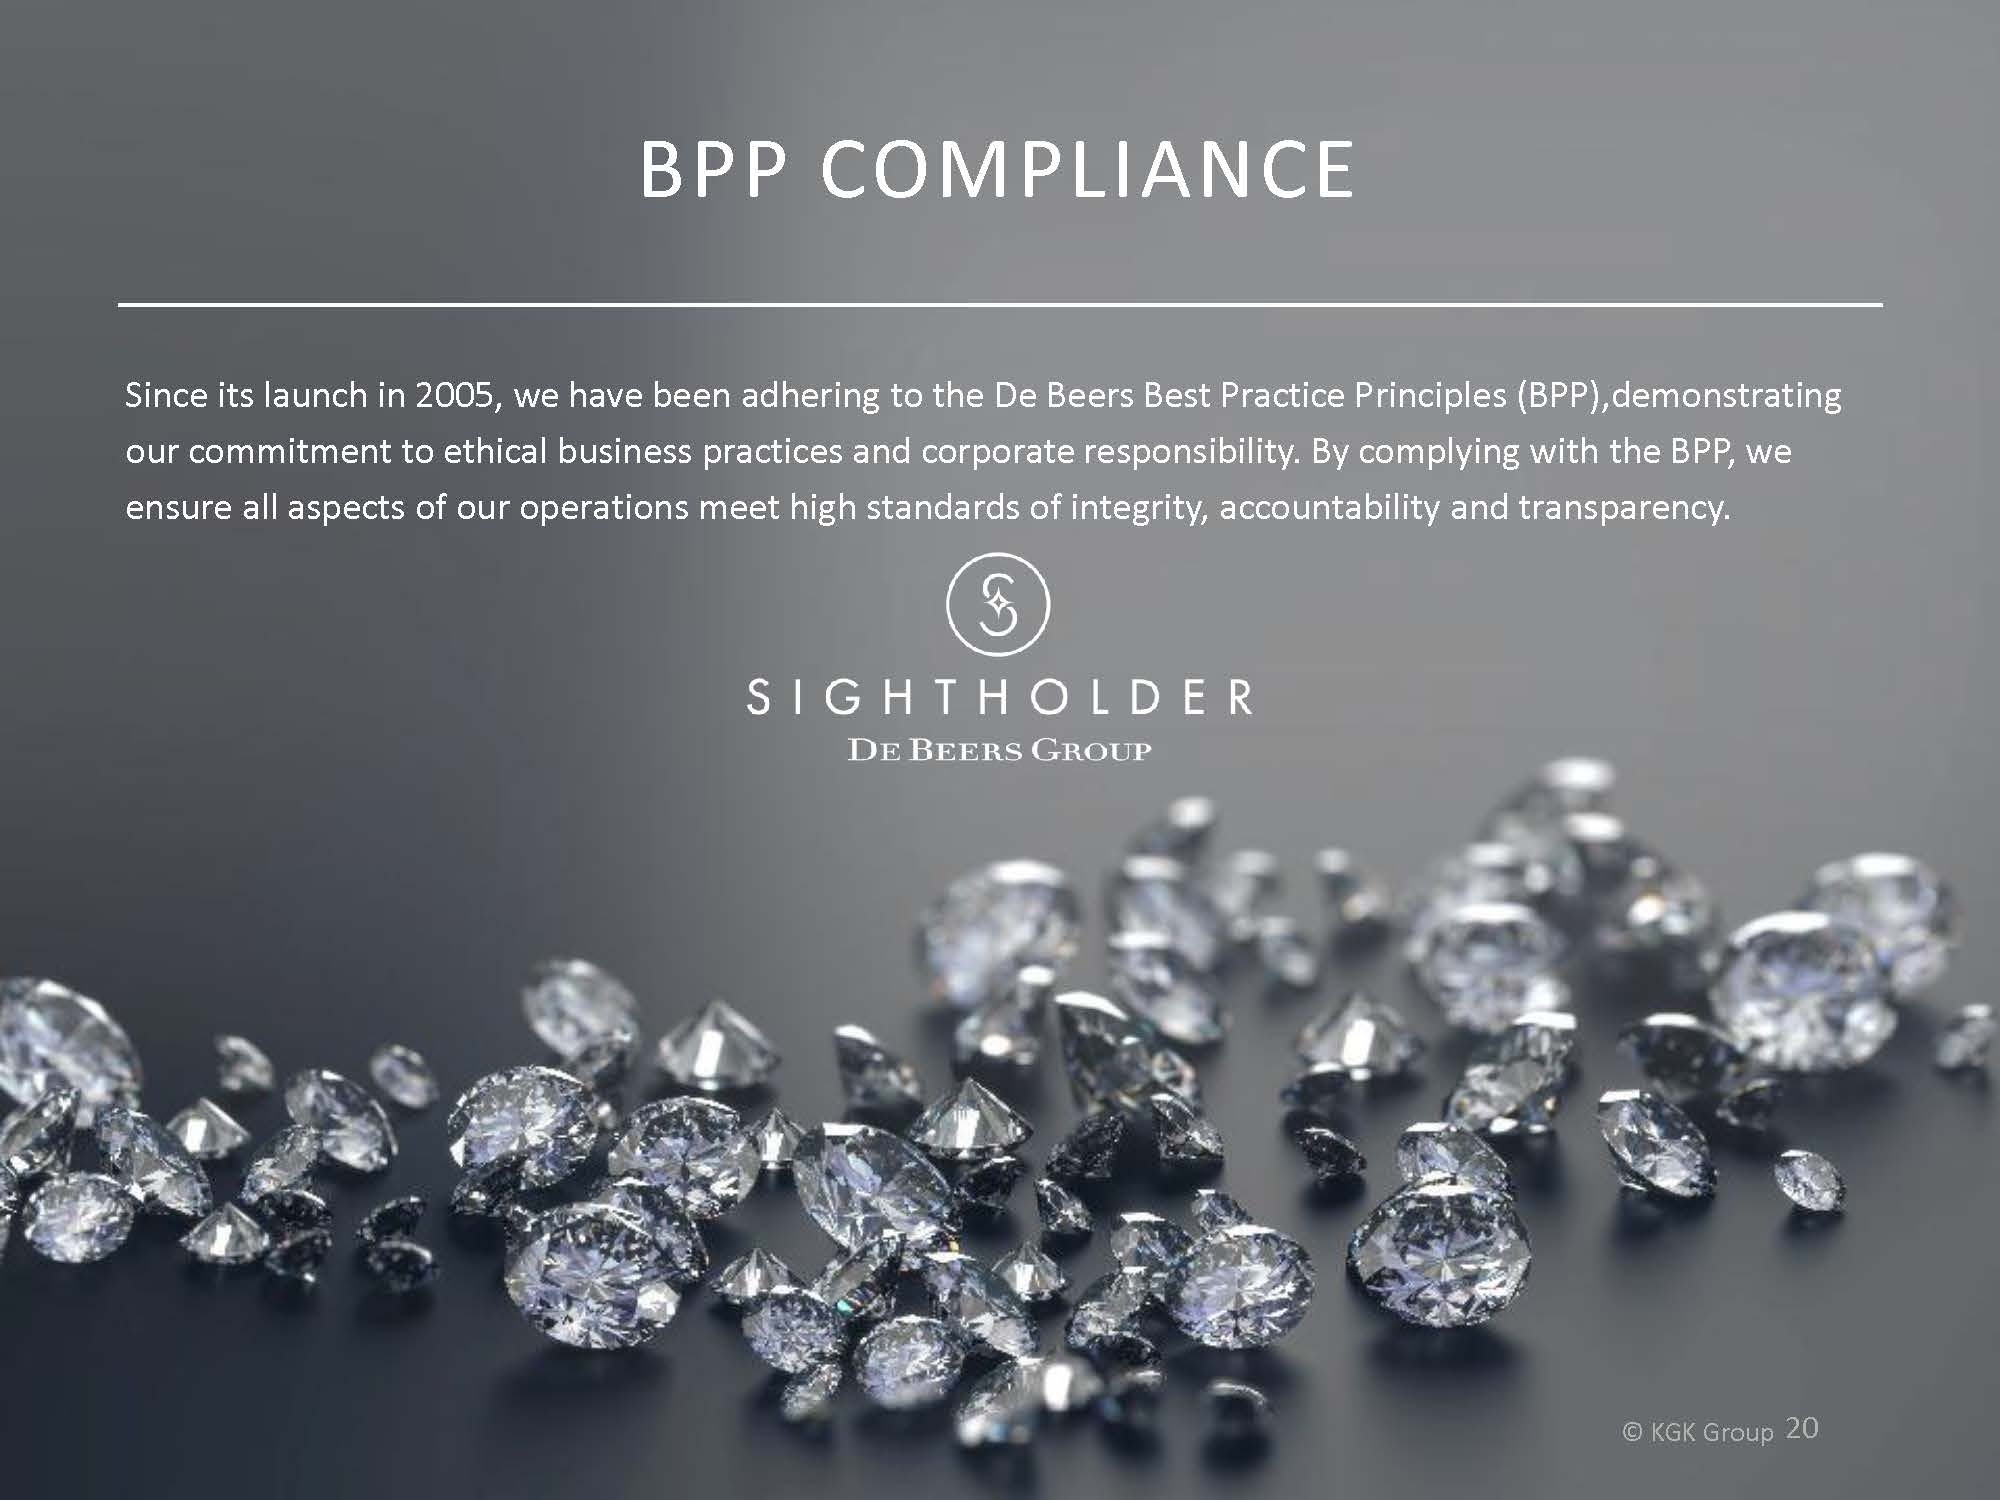 BPP COMPLIANCE
Since its launch in 2005, we have been adhering to the De Beers Best Practice Principles (BPP),demonstrating
our commitment to ethical business practices and corporate responsibility. By complying with the BPP, we
ensure all aspects of our operations meet high standards of integrity, accountability and transparency.
SIGHTHOLDER
DE BEERS GROUP
© KGK Group 20